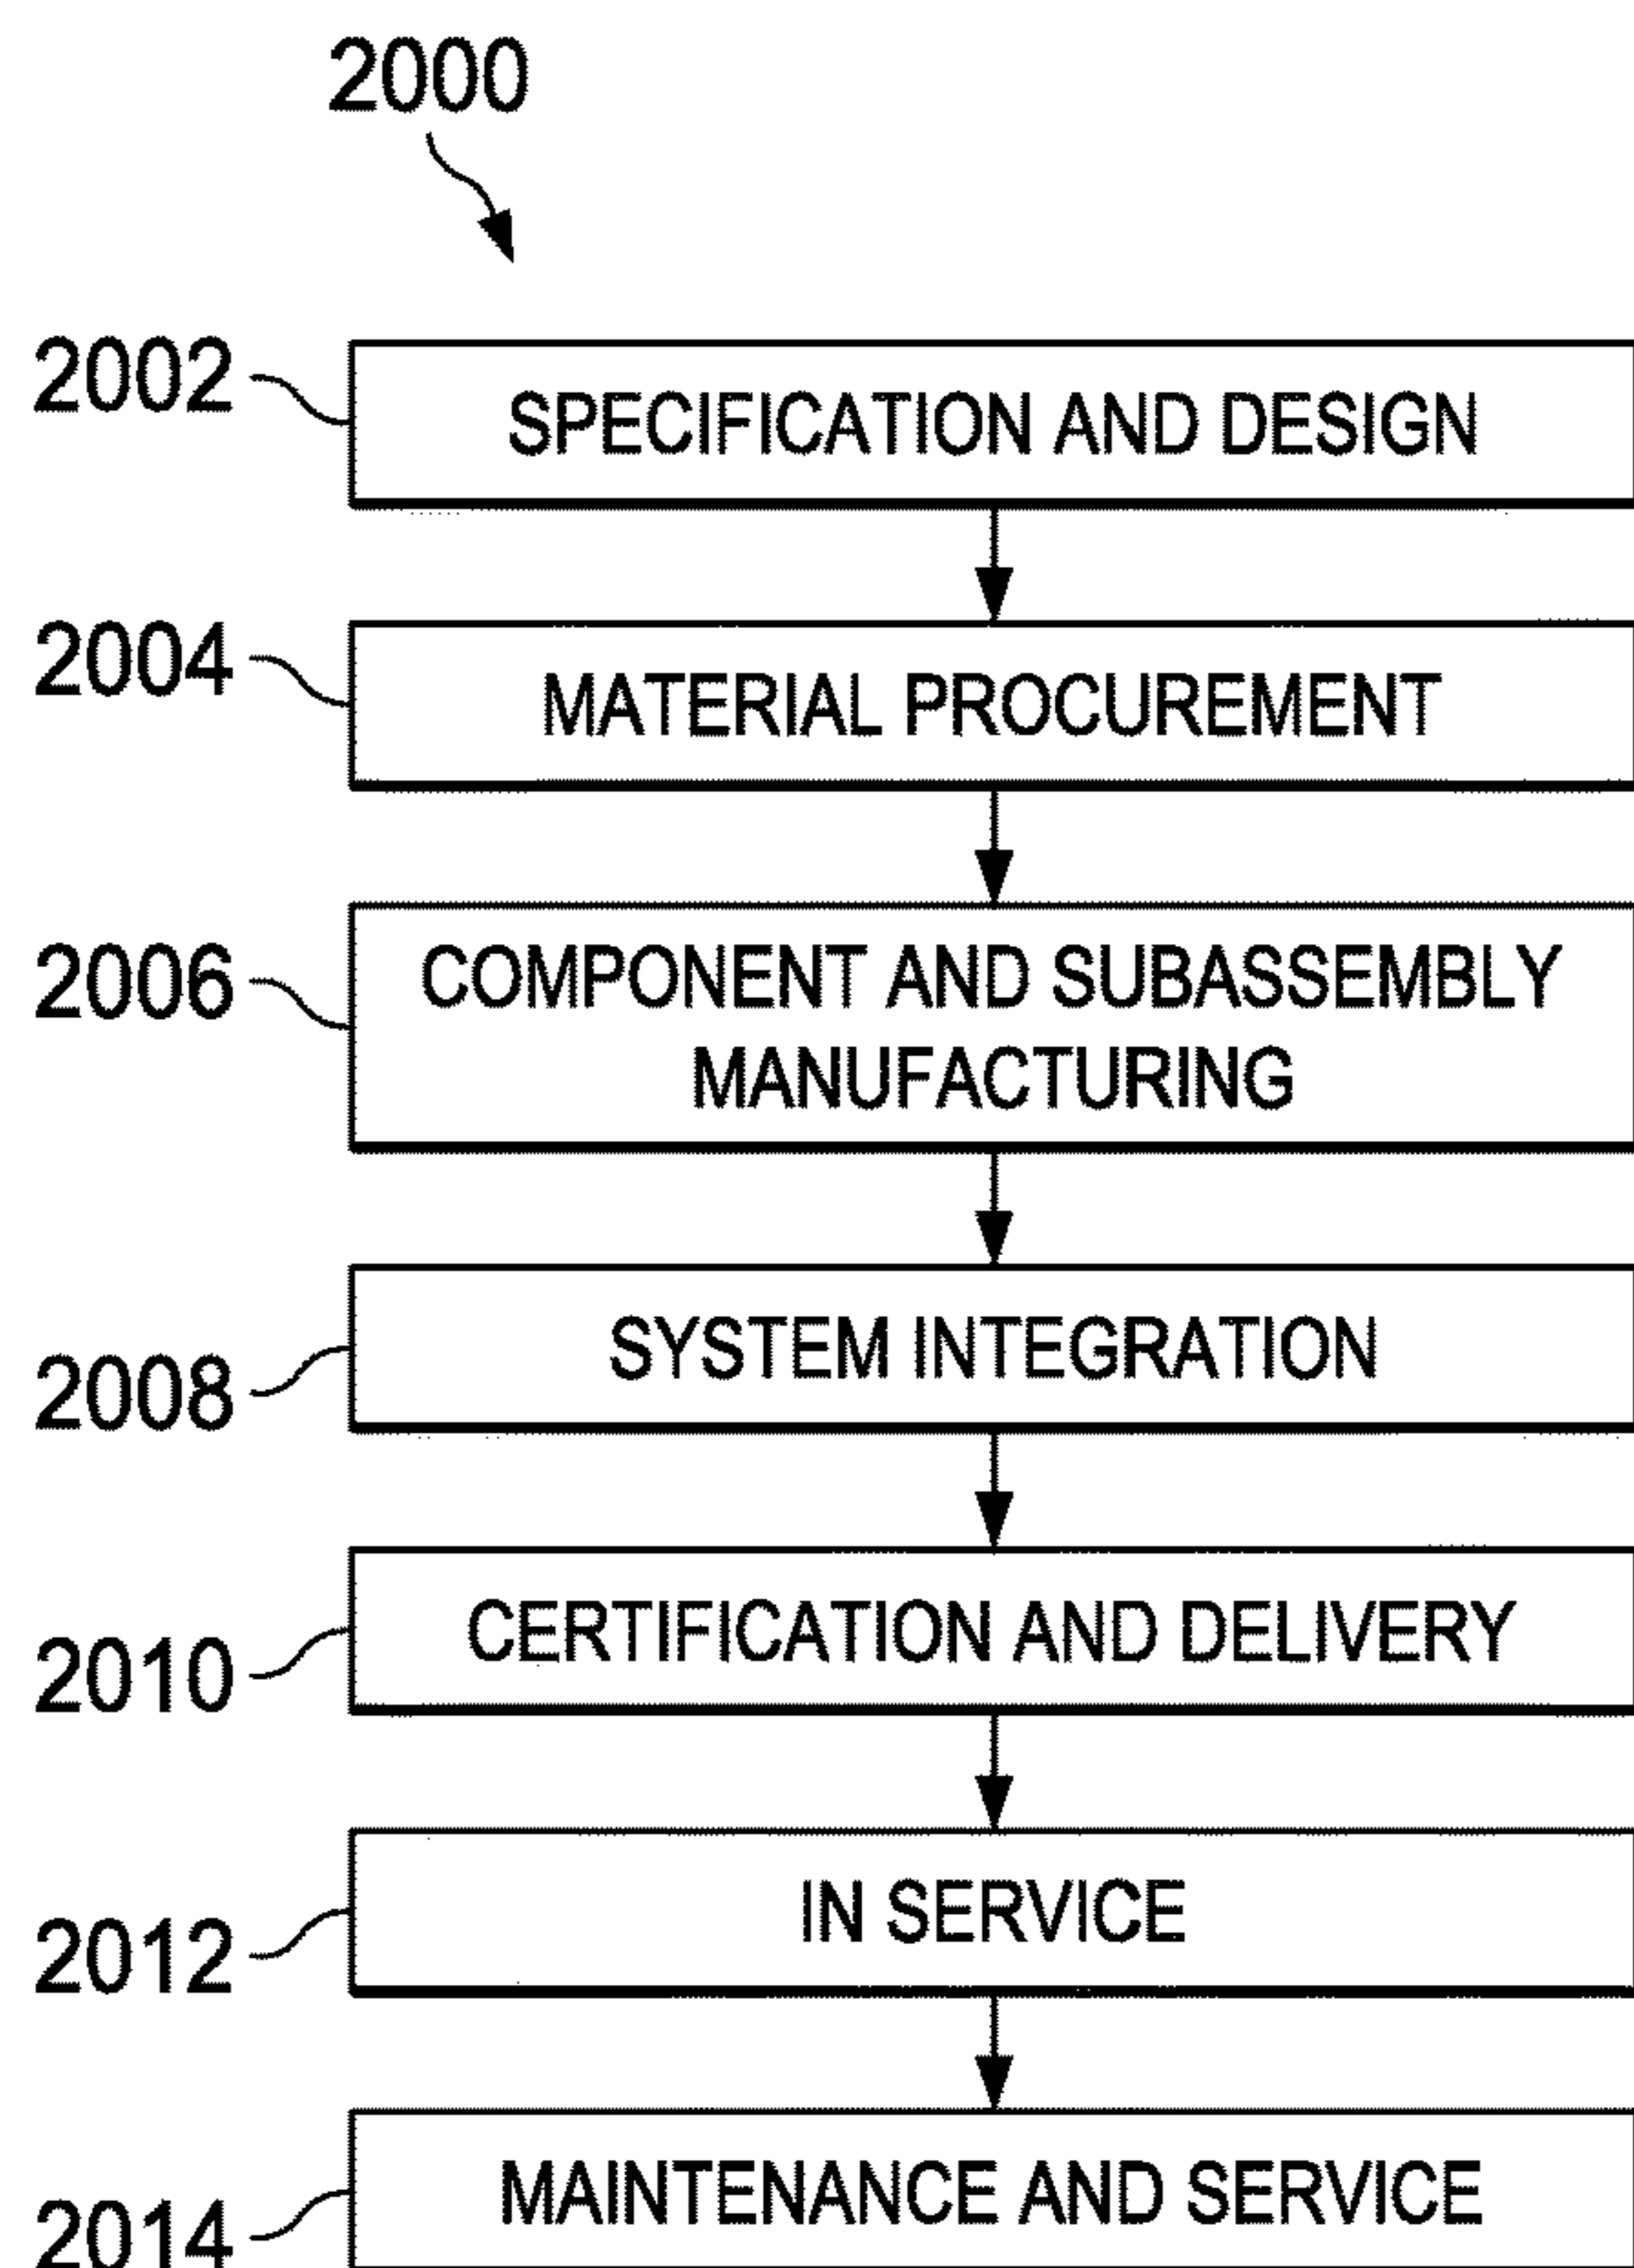 2000
2002
SPECIFICATION AND DESIGN
2004
MATERIAL PROCUREMENT
2006
COMPONENT AND SUBASSEMBLY
MANUFACTURING
2008
SYSTEM INTEGRATION
2010
CERTIFICATION AND DELIVERY
2012
IN SERVICE
2014
MAINTENANCE AND SERVICE